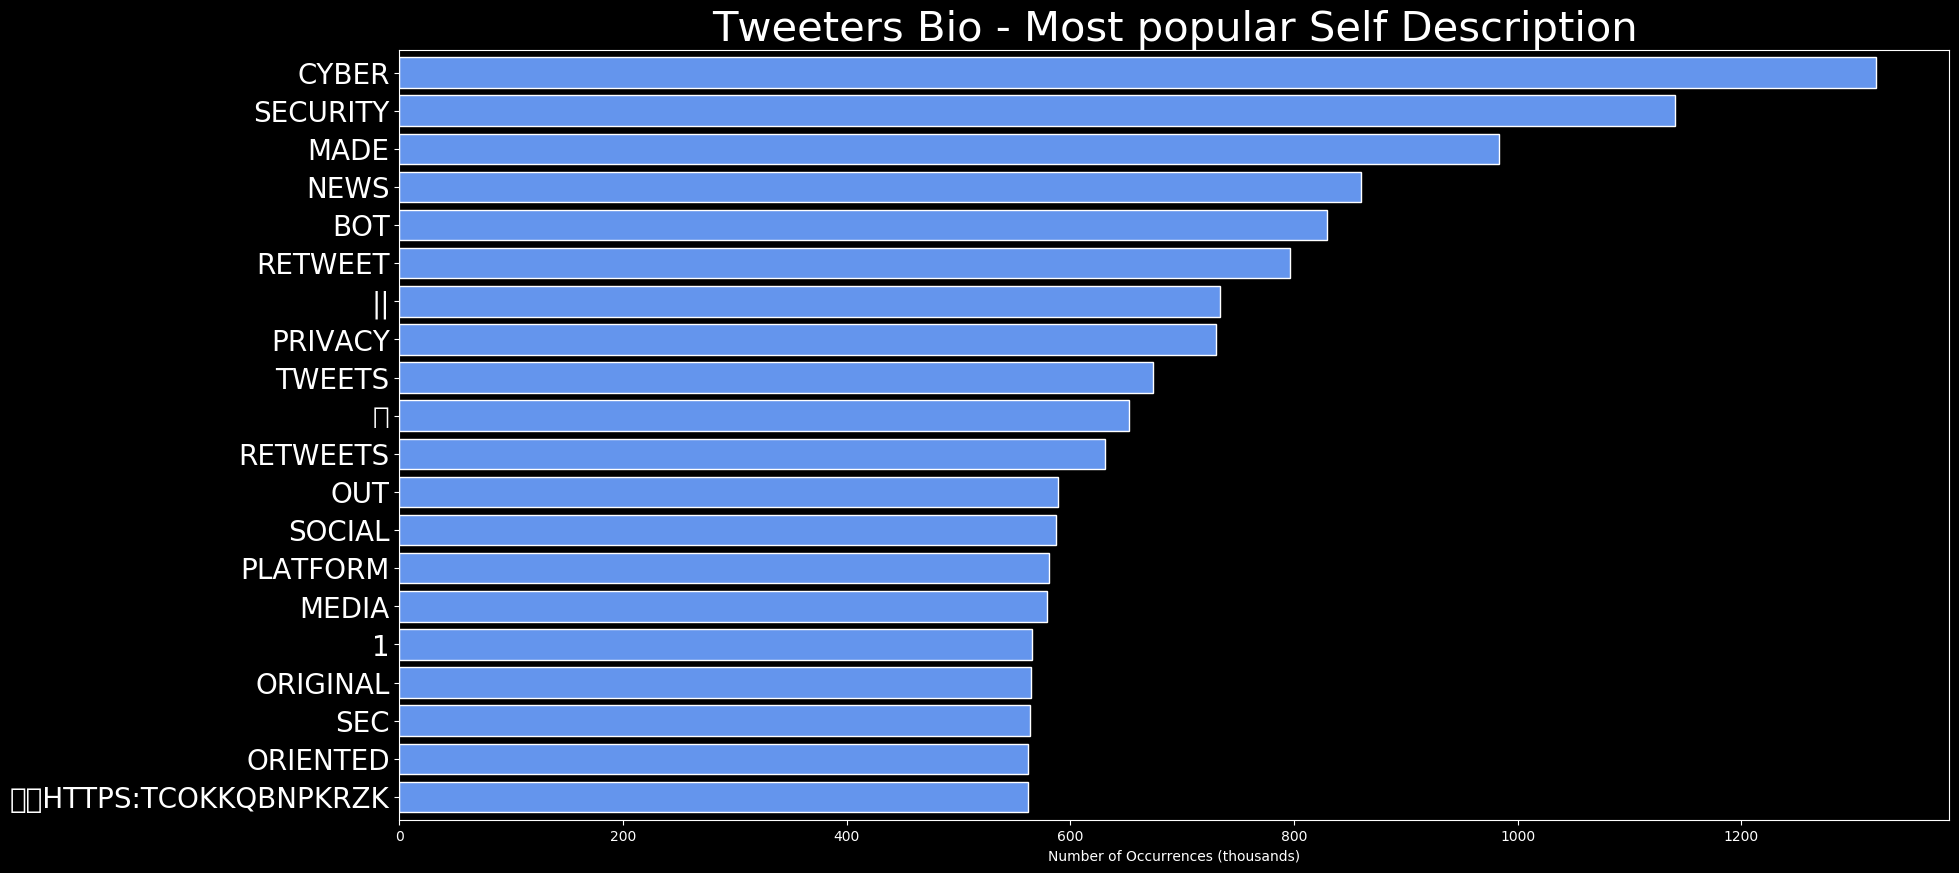 Tweeters Bio - Most popular Self Description
CYBER
SECURITY
MADE
NEWS
BOT
RETWEET
||
PRIVACY
TWEETS
▯
RETWEETS
OUT
SOCIAL
PLATFORM
MEDIA
1
ORIGINAL
SEC
ORIENTED
▯▯HTTPS:TCOKKQBNPKRZK
0 200 400 600 800 1000 1200
Number of Occurrences (thousands)